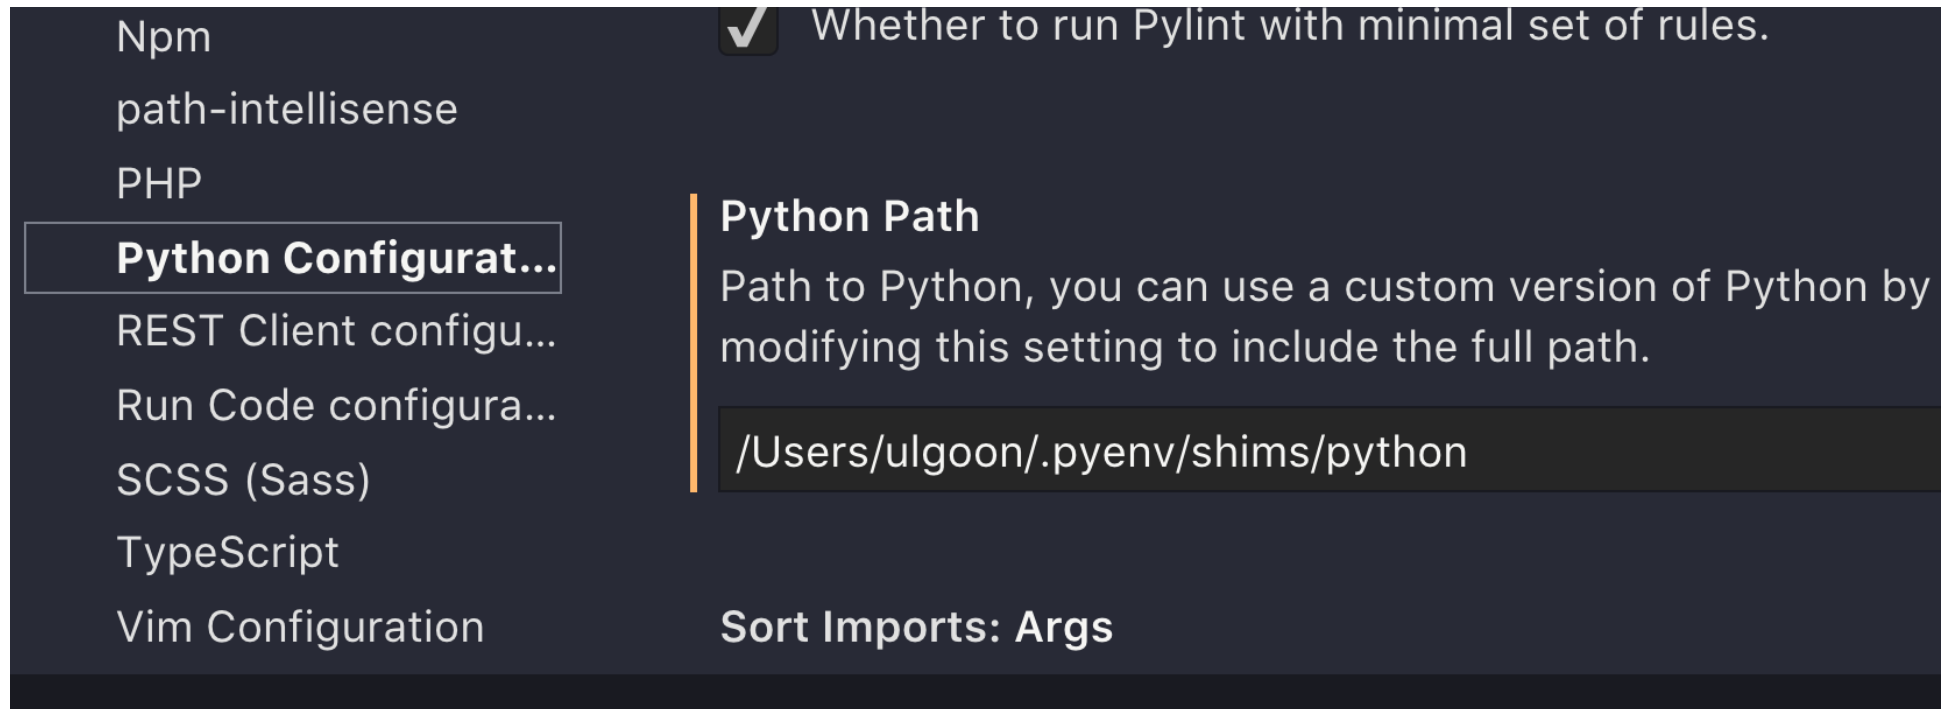 Npm
path-intellisense
PHP
Python Configurat...
REST Client configu...
Run Code configura...
SCSS (Sass)
TypeScript
Vim Configuration
Whether to run Pylint with minimal set of rules.
Python Path
Path to Python, you can use a custom version of Python by
modifying this setting to include the full path.
/Users/ulgoon/.pyenv/shims/python
Sort Imports: Args